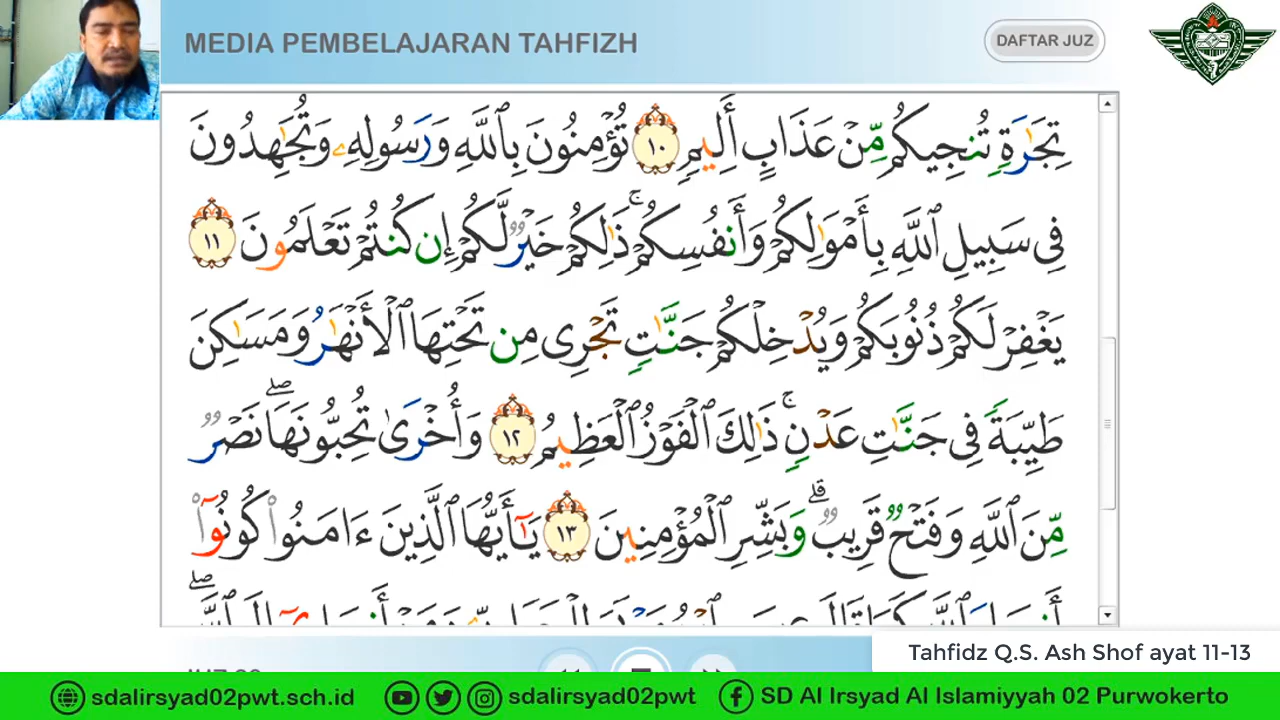 MEDIA PEMBELAJARAN TAHFIZH
DAFTAR JUZ
تِجَٰرَةٍ تُنجِيكُم مِّنْ عَذَابٍ أَلِيمٍ ١٠ تُؤْمِنُونَ بِٱللَّهِ وَرَسُولِهِۦ وَتُجَٰهِدُونَ
فِى سَبِيلِ ٱللَّهِ بِأَمْوَٰلِكُمْ وَأَنفُسِكُمْ ۚ ذَٰلِكُمْ خَيْرٌ لَّكُمْ إِن كُنتُمْ تَعْلَمُونَ ١١
يَغْفِرْ لَكُمْ ذُنُوبَكُمْ وَيُدْخِلْكُمْ جَنَّٰتٍ تَجْرِى مِن تَحْتِهَا ٱلْأَنْهَٰرُ وَمَسَٰكِنَ
طَيِّبَةً فِى جَنَّٰتِ عَدْنٍ ۚ ذَٰلِكَ ٱلْفَوْزُ ٱلْعَظِيمُ ١٢ وَأُخْرَىٰ تُحِبُّونَهَا ۖ نَصْرٌ
مِّنَ ٱللَّهِ وَفَتْحٌ قَرِيبٌ ۗ وَبَشِّرِ ٱلْمُؤْمِنِينَ ١٣ يَٰٓأَيُّهَا ٱلَّذِينَ ءَامَنُوا۟ كُونُوٓا۟
Tahfidz Q.S. Ash Shof ayat 11-13
sdalirsyad02pwt.sch.id
sdalirsyad02pwt
SD Al Irsyad Al Islamiyyah 02 Purwokerto